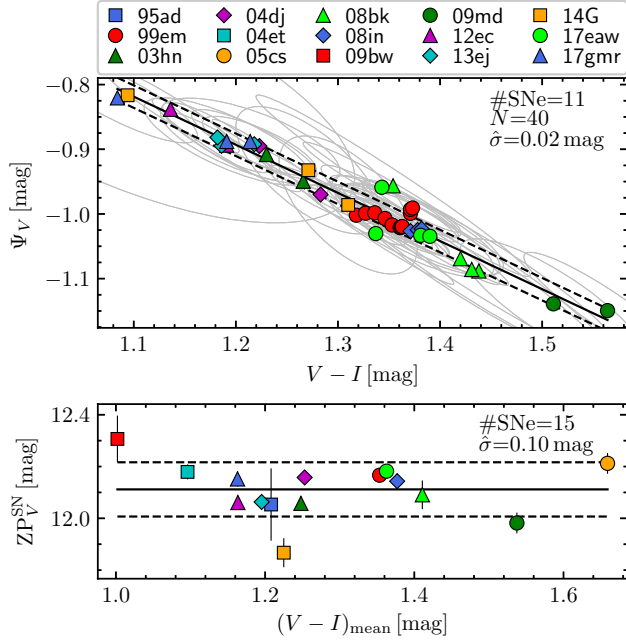 95ad 04dj 08bk 09md 14G
99em 04et 08in 12ec 17eaw
03hn 05cs 09bw 13ej 17gmr
−0.8
−0.9
−1.0
−1.1
Ψ_V [mag]
#SNe=11
N=40
σ̂=0.02 mag
1.1 1.2 1.3 1.4 1.5
V − I [mag]
12.4
12.0
ZP_V^SN [mag]
#SNe=15
σ̂=0.10 mag
1.0 1.2 1.4 1.6
(V − I)_mean [mag]